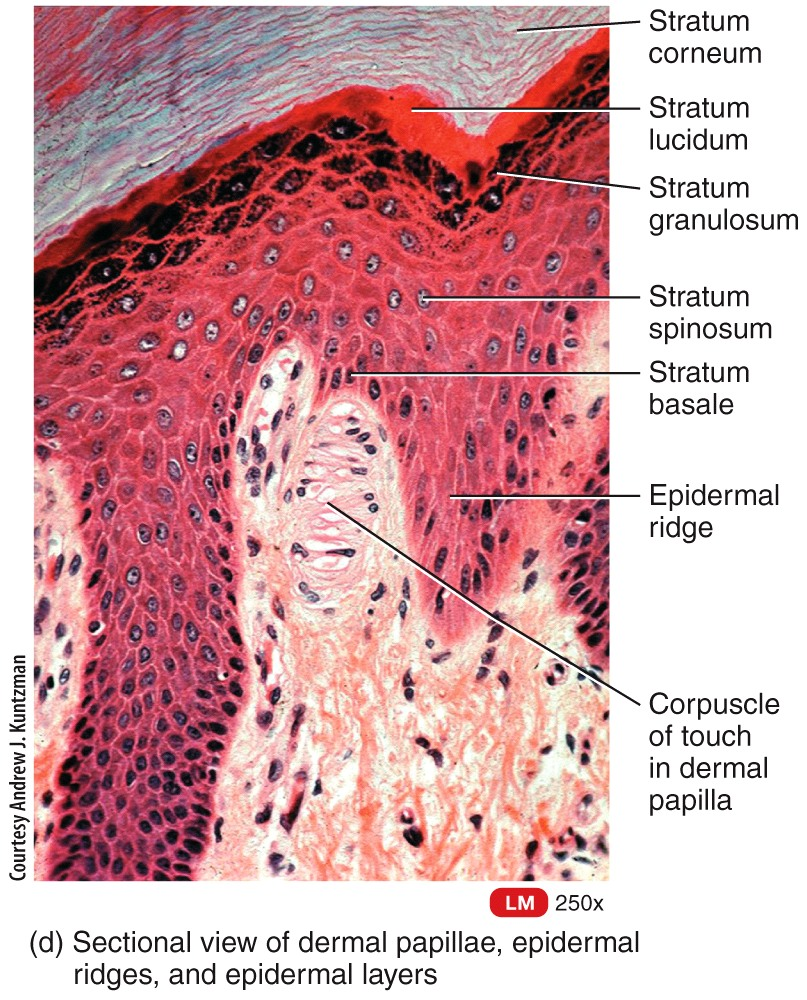 Stratum
corneum
Stratum
lucidum
Stratum
granulosum
Stratum
spinosum
Stratum
basale
Epidermal
ridge
Corpuscle
of touch
in dermal
papilla
Courtesy Andrew J. Kuntzman
LM 250x
(d) Sectional view of dermal papillae, epidermal
ridges, and epidermal layers